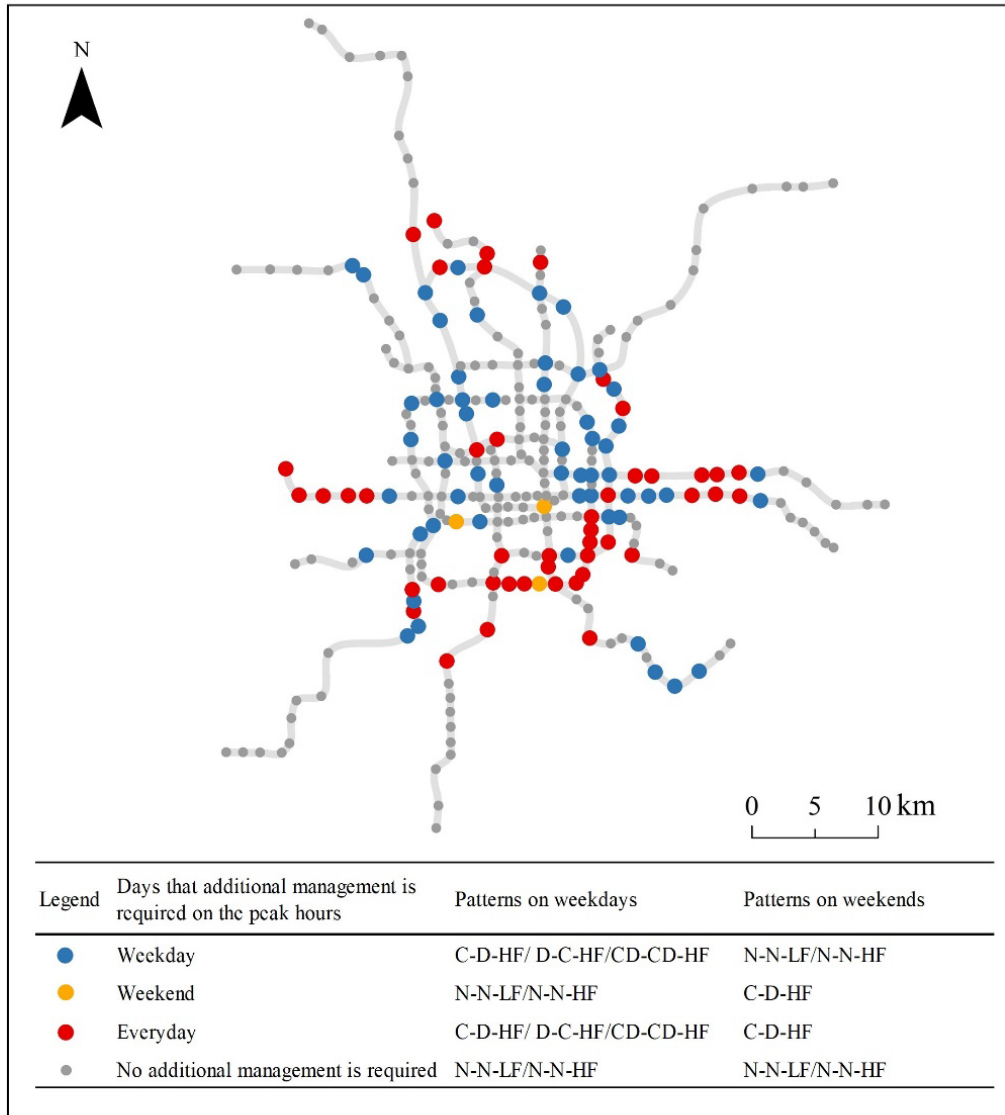 N
0 5 10 km
Legend Days that additional management is required on the peak hours Patterns on weekdays Patterns on weekends
Weekday C-D-HF/ D-C-HF/CD-CD-HF N-N-LF/N-N-HF
Weekend N-N-LF/N-N-HF C-D-HF
Everyday C-D-HF/ D-C-HF/CD-CD-HF C-D-HF
No additional management is required N-N-LF/N-N-HF N-N-LF/N-N-HF